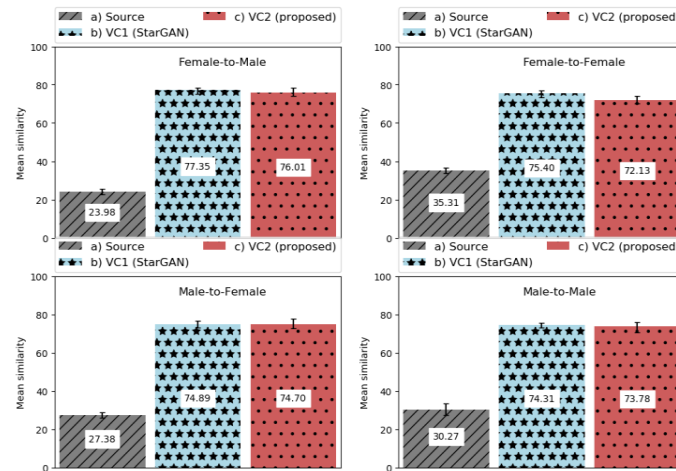 a) Source
c) VC2 (proposed)
b) VC1 (StarGAN)
100
80
60
40
20
0
Mean similarity
Female-to-Male
23.98
77.35
76.01
a) Source
c) VC2 (proposed)
b) VC1 (StarGAN)
100
80
60
40
20
0
Mean similarity
Female-to-Female
35.31
75.40
72.13
a) Source
c) VC2 (proposed)
b) VC1 (StarGAN)
100
80
60
40
20
0
Mean similarity
Male-to-Female
27.38
74.89
74.70
a) Source
c) VC2 (proposed)
b) VC1 (StarGAN)
100
80
60
40
20
0
Mean similarity
Male-to-Male
30.27
74.31
73.78